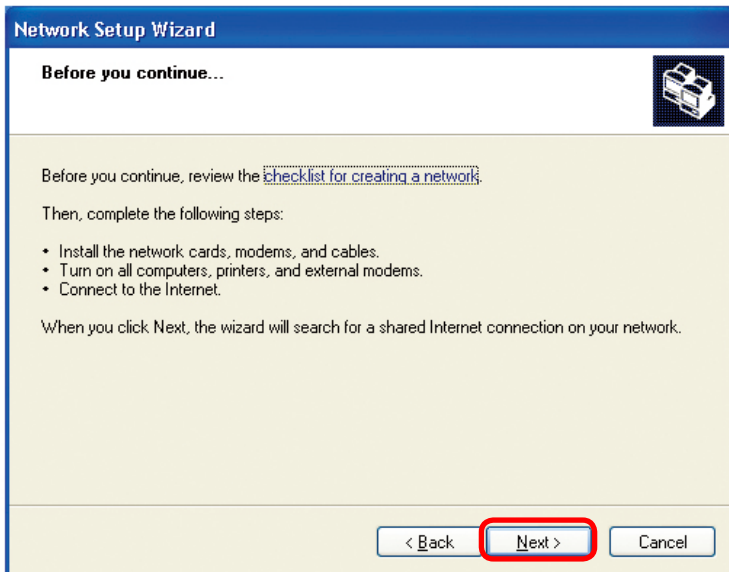 Network Setup Wizard
Before you continue...
Before you continue, review the checklist for creating a network.
Then, complete the following steps:
• Install the network cards, modems, and cables.
• Turn on all computers, printers, and external modems.
• Connect to the Internet.
When you click Next, the wizard will search for a shared Internet connection on your network.
< Back Next > Cancel